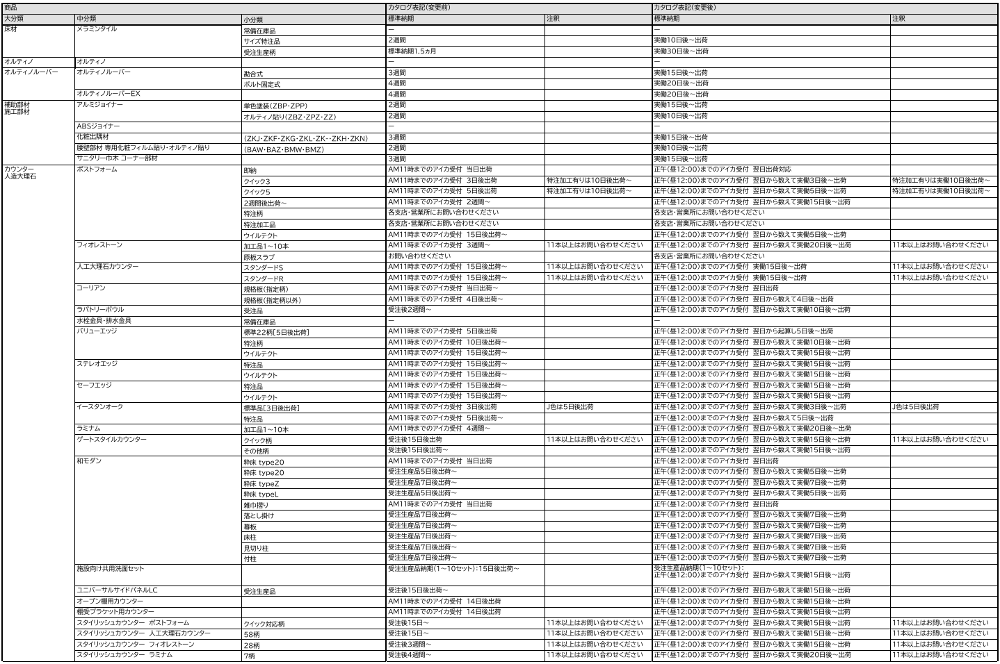 商品 カタログ表記(変更前) カタログ表記(変更後)
大分類 中分類 小分類 標準納期 注釈 標準納期 注釈
床材 メラミンタイル 常備在庫品 ー ー
サイズ特注品 2週間 実働10日後〜出荷
受注生産柄 標準納期1.5ヵ月 実働30日後〜出荷
オルティノ オルティノ ー ー
オルティノルーバー オルティノルーバー 勘合式 3週間 実働15日後〜出荷
ボルト固定式 4週間 実働20日後〜出荷
オルティノルーバーEX 4週間 実働20日後〜出荷
補助部材 アルミジョイナー 単色塗装(ZBP・ZPP) 2週間 実働15日後〜出荷
施工部材
オルティノ貼り(ZBZ・ZPZ・ZZ) 2週間 実働10日後〜出荷
ABSジョイナー ー ー
化粧出隅材 (ZKJ・ZKF・ZKG・ZKL・ZK-・ZKH・ZKN) 3週間 実働15日後〜出荷
腰壁部材 専用化粧フィルム貼り・オルティノ貼り (BAW・BAZ・BMW・BMZ) 2週間 実働10日後〜出荷
サニタリー巾木 コーナー部材 3週間 実働15日後〜出荷
カウンター ポストフォーム 即納 AM11時までのアイカ受付 当日出荷 正午(昼12:00)までのアイカ受付 翌日出荷対応
人造大理石
クイック3 AM11時までのアイカ受付 3日後出荷 特注加工有りは10日後出荷〜 正午(昼12:00)までのアイカ受付 翌日から数えて実働3日後〜出荷 特注加工有りは実働10日後出荷〜
クイック5 AM11時までのアイカ受付 5日後出荷 特注加工有りは10日後出荷〜 正午(昼12:00)までのアイカ受付 翌日から数えて実働5日後〜出荷 特注加工有りは実働10日後出荷〜
2週間後出荷〜 AM11時までのアイカ受付 2週間〜 正午(昼12:00)までのアイカ受付 翌日から数えて実働15日後〜出荷
特注柄 各支店・営業所にお問い合わせください 各支店・営業所にお問い合わせください
特注加工品 各支店・営業所にお問い合わせください 各支店・営業所にお問い合わせください
ウイルテクト AM11時までのアイカ受付 15日後出荷〜 正午(昼12:00)までのアイカ受付 翌日から数えて実働5日後〜出荷
フィオレストーン 加工品1〜10本 AM11時までのアイカ受付 3週間〜 11本以上はお問い合わせください 正午(昼12:00)までのアイカ受付 翌日から数えて実働20日後〜出荷 11本以上はお問い合わせください
原板スラブ お問い合わせください 各支店・営業所にお問い合わせください
人工大理石カウンター スタンダードS AM11時までのアイカ受付 15日後出荷〜 11本以上はお問い合わせください 正午(昼12:00)までのアイカ受付 実働15日後〜出荷 11本以上はお問い合わせください
スタンダードR AM11時までのアイカ受付 15日後出荷〜 11本以上はお問い合わせください 正午(昼12:00)までのアイカ受付 実働15日後〜出荷 11本以上はお問い合わせください
コーリアン 規格板(指定柄) AM11時までのアイカ受付 当日出荷〜 正午(昼12:00)までのアイカ受付 翌日出荷
規格板(指定柄以外) AM11時までのアイカ受付 4日後出荷〜 正午(昼12:00)までのアイカ受付 翌日から数えて4日後〜出荷
ラバトリーボウル 受注品 受注後2週間〜 正午(昼12:00)までのアイカ受付 翌日から数えて実働10日後〜出荷
水栓金具・排水金具 常備在庫品 ー ー
バリューエッジ 標準22柄[5日後出荷] AM11時までのアイカ受付 5日後出荷 正午(昼12:00)までのアイカ受付 翌日から起算し5日後〜出荷
特注柄 AM11時までのアイカ受付 10日後出荷〜 正午(昼12:00)までのアイカ受付 翌日から数えて実働10日後〜出荷
ウイルテクト AM11時までのアイカ受付 15日後出荷〜 正午(昼12:00)までのアイカ受付 翌日から数えて実働15日後〜出荷
ステレオエッジ 特注品 AM11時までのアイカ受付 15日後出荷〜 正午(昼12:00)までのアイカ受付 翌日から数えて実働15日後〜出荷
ウイルテクト AM11時までのアイカ受付 15日後出荷〜 正午(昼12:00)までのアイカ受付 翌日から数えて実働15日後〜出荷
セーフエッジ 特注品 AM11時までのアイカ受付 15日後出荷〜 正午(昼12:00)までのアイカ受付 翌日から数えて実働15日後〜出荷
ウイルテクト AM11時までのアイカ受付 15日後出荷〜 正午(昼12:00)までのアイカ受付 翌日から数えて実働15日後〜出荷
イースタンオーク 標準品[3日後出荷] AM11時までのアイカ受付 3日後出荷 J色は5日後出荷 正午(昼12:00)までのアイカ受付 翌日から数えて実働3日後〜出荷 J色は5日後出荷
特注品 AM11時までのアイカ受付 5日後出荷〜 正午(昼12:00)までのアイカ受付 翌日から数えて5日後〜出荷
ラミナム 加工品1〜10本 AM11時までのアイカ受付 4週間〜 正午(昼12:00)までのアイカ受付 翌日から数えて実働20日後〜出荷
ゲートスタイルカウンター クイック柄 受注後15日後出荷 11本以上はお問い合わせください 正午(昼12:00)までのアイカ受付 翌日から数えて実働15日後〜出荷 11本以上はお問い合わせください
その他柄 受注後15日後出荷〜 正午(昼12:00)までのアイカ受付 翌日から数えて実働15日後〜出荷
和モダン 粋床 type20 AM11時までのアイカ受付 当日出荷 正午(昼12:00)までのアイカ受付 翌日出荷
粋床 type20 受注生産品5日後出荷〜 正午(昼12:00)までのアイカ受付 翌日から数えて実働5日後〜出荷
粋床 typeZ 受注生産品7日後出荷〜 正午(昼12:00)までのアイカ受付 翌日から数えて実働7日後〜出荷
粋床 typeL 受注生産品5日後出荷〜 正午(昼12:00)までのアイカ受付 翌日から数えて実働5日後〜出荷
雑巾摺り AM11時までのアイカ受付 当日出荷 正午(昼12:00)までのアイカ受付 翌日出荷
落とし掛け 受注生産品7日後出荷〜 正午(昼12:00)までのアイカ受付 翌日から数えて実働7日後〜出荷
幕板 受注生産品7日後出荷〜 正午(昼12:00)までのアイカ受付 翌日から数えて実働7日後〜出荷
床柱 受注生産品7日後出荷〜 正午(昼12:00)までのアイカ受付 翌日から数えて実働7日後〜出荷
見切り柱 受注生産品7日後出荷〜 正午(昼12:00)までのアイカ受付 翌日から数えて実働7日後〜出荷
付柱 受注生産品7日後出荷〜 正午(昼12:00)までのアイカ受付 翌日から数えて実働7日後〜出荷
施設向け共用洗面セット 受注生産品納期(1〜10セット):15日後出荷〜 受注生産品納期(1〜10セット):
正午(昼12:00)までのアイカ受付 翌日から数えて実働15日後〜出荷
ユニバーサルサイドパネルLC 受注生産品 受注後15日後出荷〜 正午(昼12:00)までのアイカ受付 翌日から数えて実働15日後〜出荷
オープン棚用カウンター AM11時までのアイカ受付 14日後出荷 正午(昼12:00)までのアイカ受付 翌日から数えて実働15日後〜出荷
棚受ブラケット用カウンター AM11時までのアイカ受付 14日後出荷 正午(昼12:00)までのアイカ受付 翌日から数えて実働15日後〜出荷
スタイリッシュカウンター ポストフォーム クイック対応柄 受注後15日〜 11本以上はお問い合わせください 正午(昼12:00)までのアイカ受付 翌日から数えて実働15日後〜出荷 11本以上はお問い合わせください
スタイリッシュカウンター 人工大理石カウンター 58柄 受注後15日〜 11本以上はお問い合わせください 正午(昼12:00)までのアイカ受付 翌日から数えて実働15日後〜出荷 11本以上はお問い合わせください
スタイリッシュカウンター フィオレストーン 28柄 受注後3週間〜 11本以上はお問い合わせください 正午(昼12:00)までのアイカ受付 翌日から数えて実働15日後〜出荷 11本以上はお問い合わせください
スタイリッシュカウンター ラミナム 7柄 受注後4週間〜 11本以上はお問い合わせください 正午(昼12:00)までのアイカ受付 翌日から数えて実働20日後〜出荷 11本以上はお問い合わせください